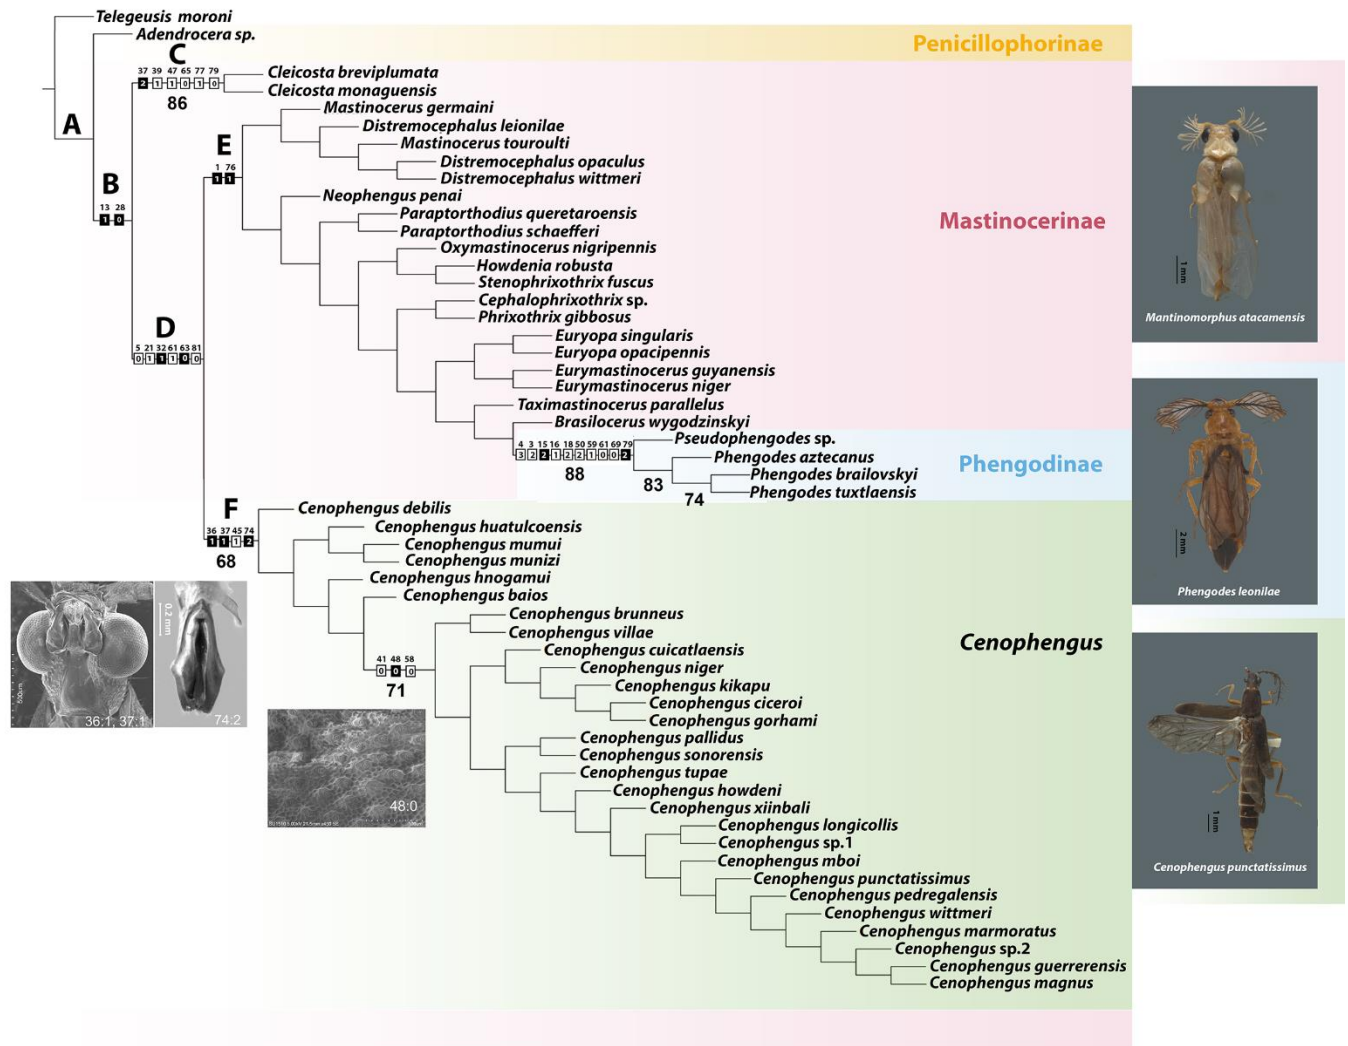 Telegeusis moroni
Adendrocera sp.
Penicillophorinae
C
37 39 47 65 77 79
2 1 1 0 1 0
86
Cleicosta breviplumata
Cleicosta monaguensis
A
Mastinocerus germaini
Distremocephalus leionilae
Mastinocerus touroulti
Distremocephalus opaculus
Distremocephalus wittmeri
E
1 76
1 1
B
13 28
1 0
Neophengus penai
Paraptorthodius queretaroensis
Paraptorthodius schaefferi
Mastinocerinae
Oxymastinocerus nigripennis
Howdenia robusta
Stenophrixothrix fuscus
Cephalophrixothrix sp.
Phrixothrix gibbosus
D
5 21 32 61 63 81
0 1 1 1 0 0
Euryopa singularis
Euryopa opacipennis
Eurymastinocerus guyanensis
Eurymastinocerus niger
Taximastinocerus parallelus
Brasilocerus wygodzinskyi
4 3 15 16 18 50 59 61 69 79
3 2 2 1 2 2 1 0 0 2
88
Pseudophengodes sp.
Phengodes aztecanus
Phengodes brailovskyi
Phengodes tuxtlaensis
83
74
Phengodinae
F
36 37 45 74
1 1 1 2
68
Cenophengus debilis
Cenophengus huatulcoensis
Cenophengus mumui
Cenophengus munizi
Cenophengus hnogamui
Cenophengus baios
Cenophengus brunneus
Cenophengus villae
Cenophengus
41 48 58
0 0 0
71
Cenophengus cuicatlaensis
Cenophengus niger
Cenophengus kikapu
Cenophengus ciceroi
Cenophengus gorhami
Cenophengus pallidus
Cenophengus sonorensis
Cenophengus tupae
Cenophengus howdeni
Cenophengus xiinbali
Cenophengus longicollis
Cenophengus sp.1
Cenophengus mboi
Cenophengus punctatissimus
Cenophengus pedregalensis
Cenophengus wittmeri
Cenophengus marmoratus
Cenophengus sp.2
Cenophengus guerrerensis
Cenophengus magnus
500µm
36:1, 37:1
0.2 mm
74:2
48:0
1 mm
Mantinomorphus atacamensis
2 mm
Phengodes leonilae
1 mm
Cenophengus punctatissimus